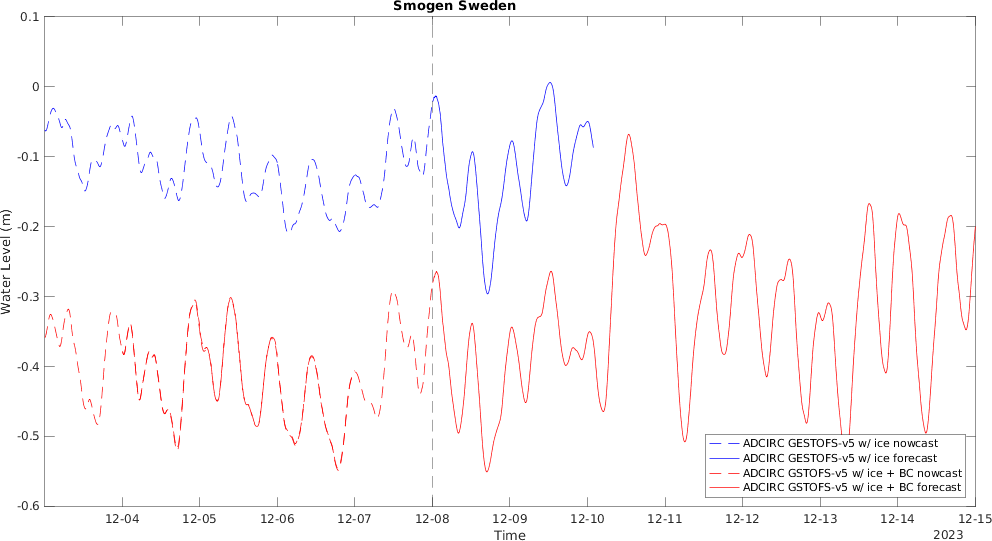 Smogen Sweden
0.1
0
-0.1
-0.2
-0.3
-0.4
-0.5
-0.6
Water Level (m)
ADCIRC GESTOFS-v5 w/ ice nowcast
ADCIRC GESTOFS-v5 w/ ice forecast
ADCIRC GSTOFS-v5 w/ ice + BC nowcast
ADCIRC GSTOFS-v5 w/ ice + BC forecast
12-04 12-05 12-06 12-07 12-08 12-09 12-10 12-11 12-12 12-13 12-14 12-15
Time
2023